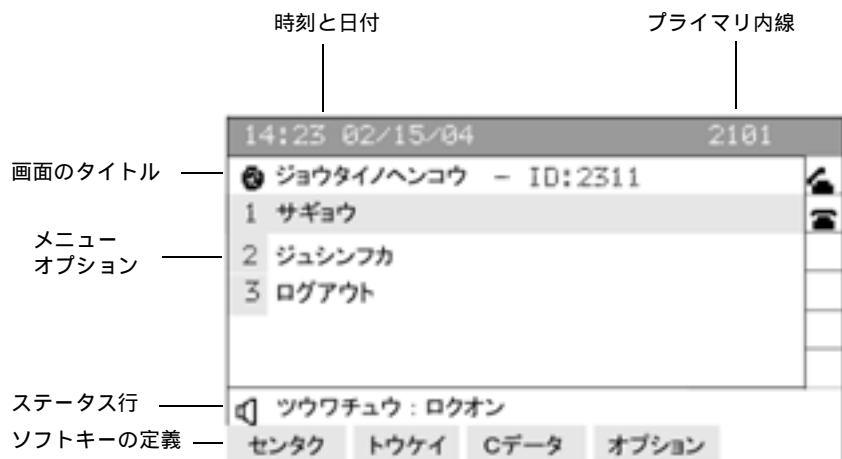 時刻と日付
プライマリ内線
14:23 02/15/04 2101
画面のタイトル
ジョウタイノヘンコウ - ID:2311
1 サギョウ
メニュー
オプション
2 ジュシンフカ
3 ログアウト
ステータス行
ツウワチュウ:ロクオン
ソフトキーの定義
センタク トウケイ Cデータ オプション